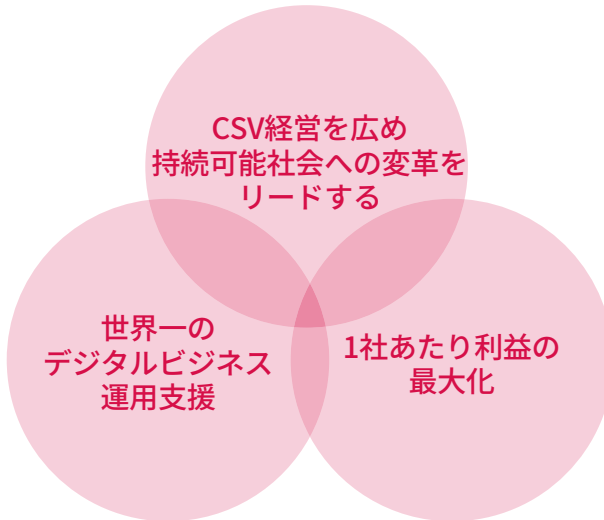 CSV経営を広め
持続可能社会への変革を
リードする
世界一の
デジタルビジネス
運用支援
1社あたり利益の
最大化